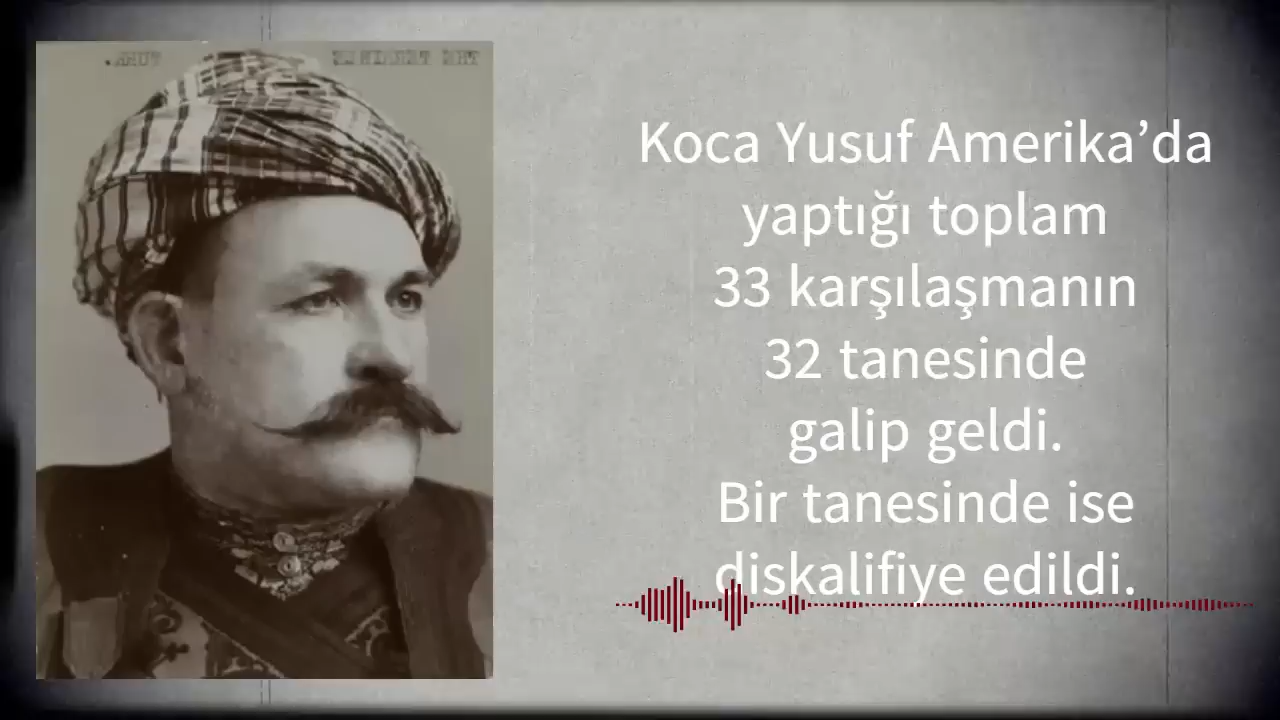 Koca Yusuf Amerika’da
yaptığı toplam
33 karşılaşmanın
32 tanesinde
galip geldi.
Bir tanesinde ise
diskalifiye edildi.